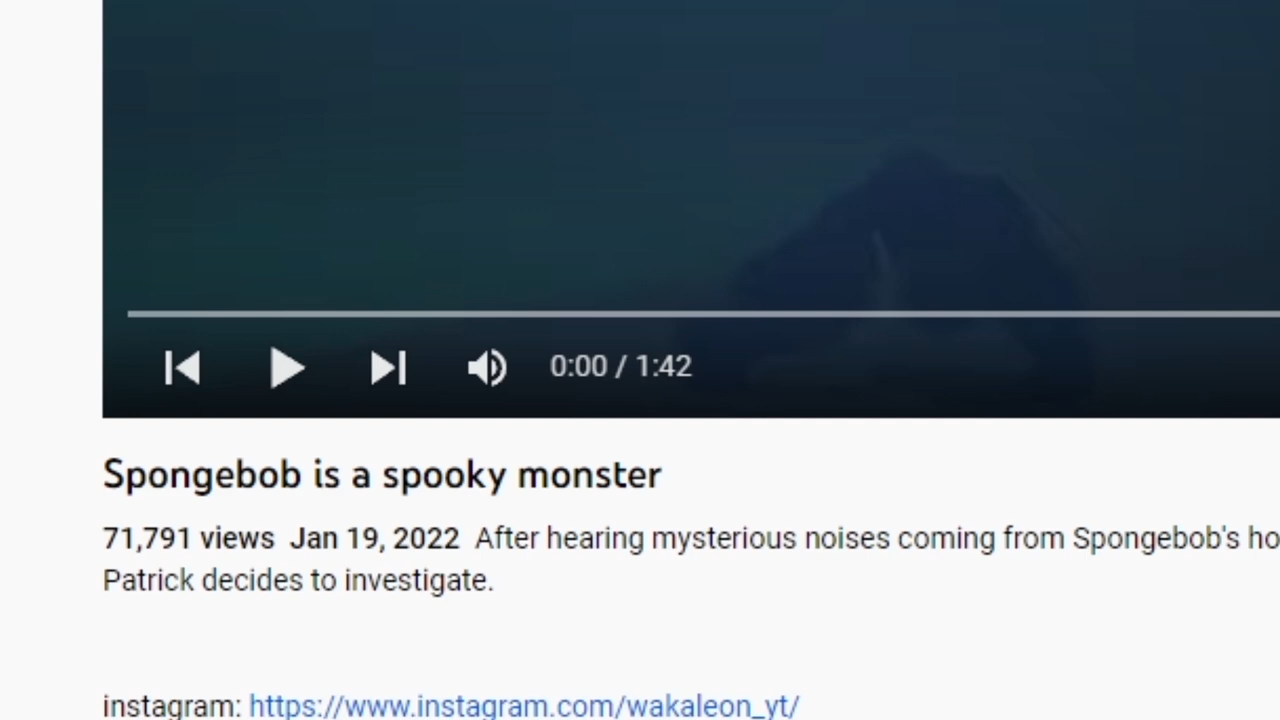 0:00 / 1:42
Spongebob is a spooky monster
71,791 views Jan 19, 2022 After hearing mysterious noises coming from Spongebob's ho
Patrick decides to investigate.
instagram: https://www.instagram.com/wakaleon_yt/